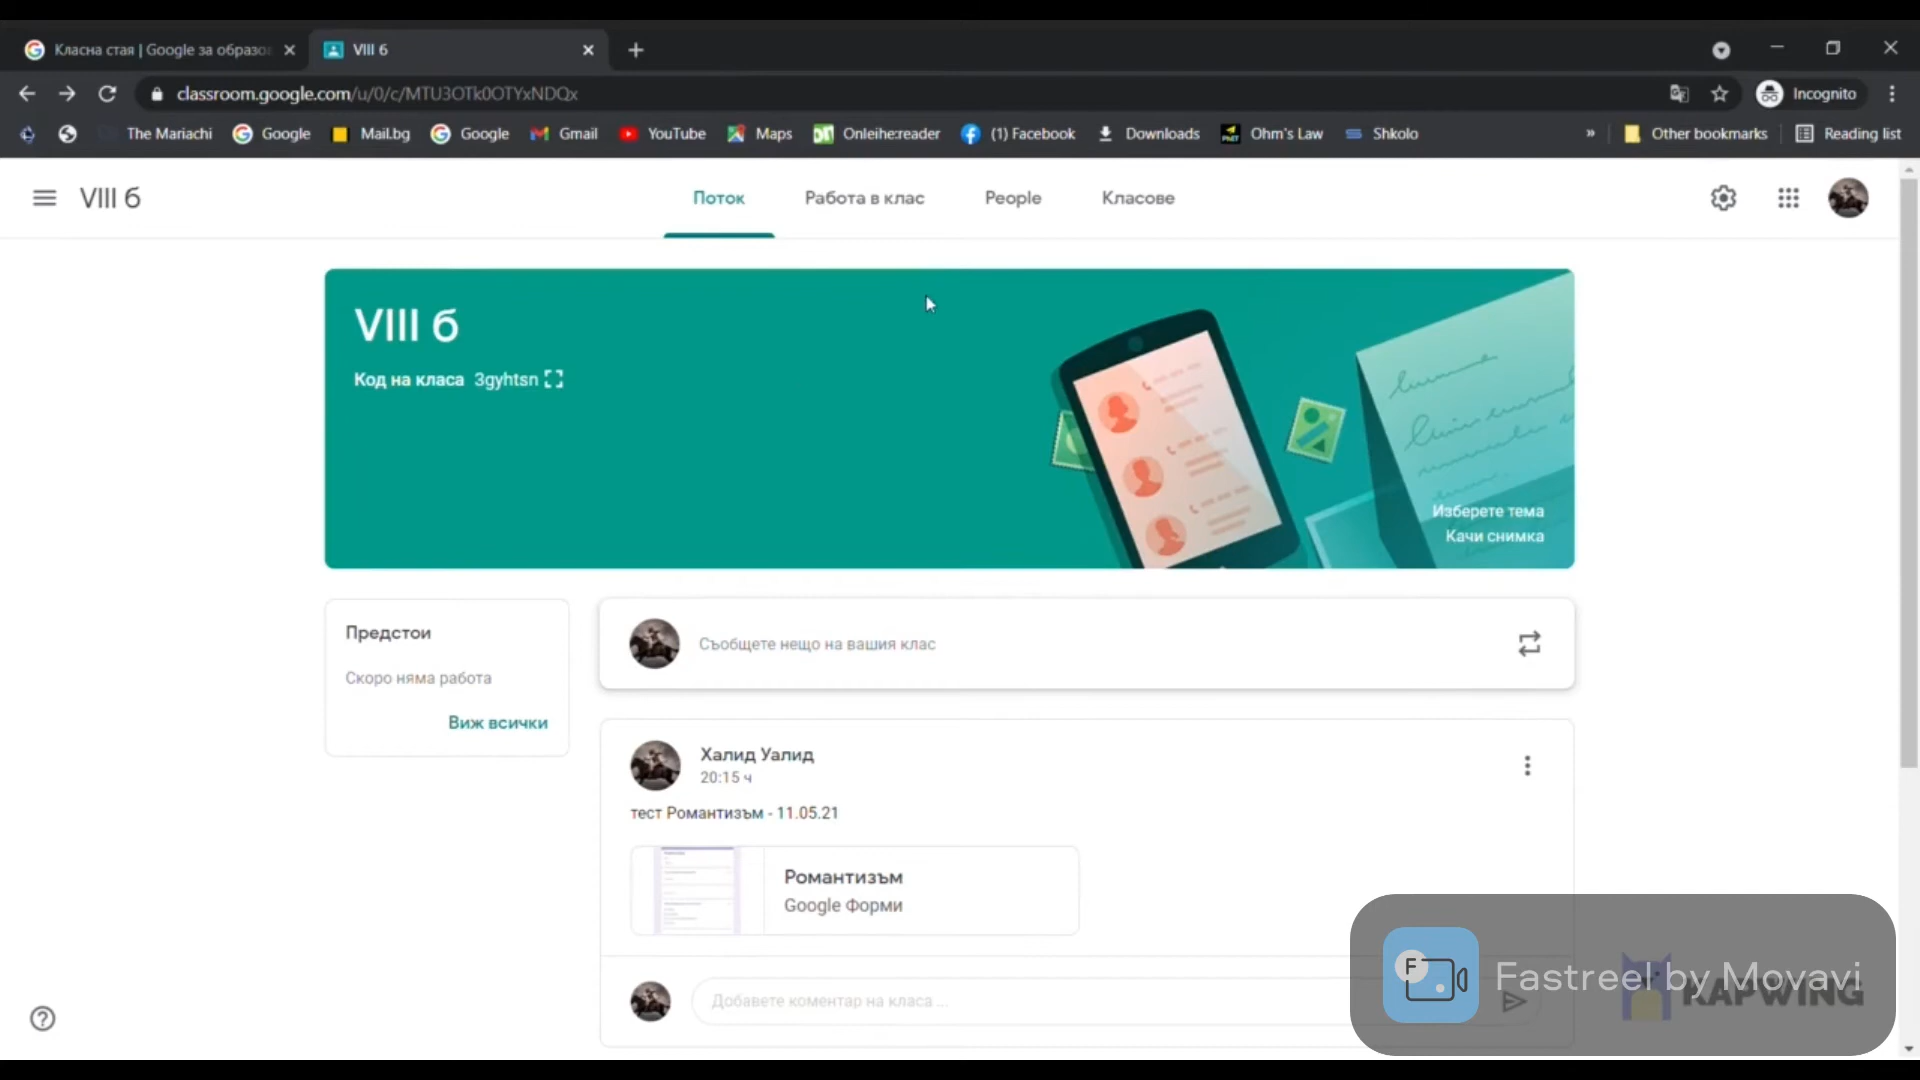 Класна стая | Google за образо
VIII б
classroom.google.com/u/0/c/MTU3OTk0OTYxNDQx
Incognito
The Mariachi
Google
Mail.bg
Google
Gmail
YouTube
Maps
Onleihe:reader
(1) Facebook
Downloads
Ohm's Law
Shkolo
»
Other bookmarks
Reading list
VIII б
Поток
Работа в клас
People
Класове
VIII б
Код на класа 3gyhtsn
Изберете тема
Качи снимка
Предстои
Скоро няма работа
Виж всички
Съобщете нещо на вашия клас
Халид Уалид
20:15 ч
тест Романтизъм - 11.05.21
Романтизъм
Google Форми
Добавете коментар на класа ...
Fastreel by Movavi
KAPWING